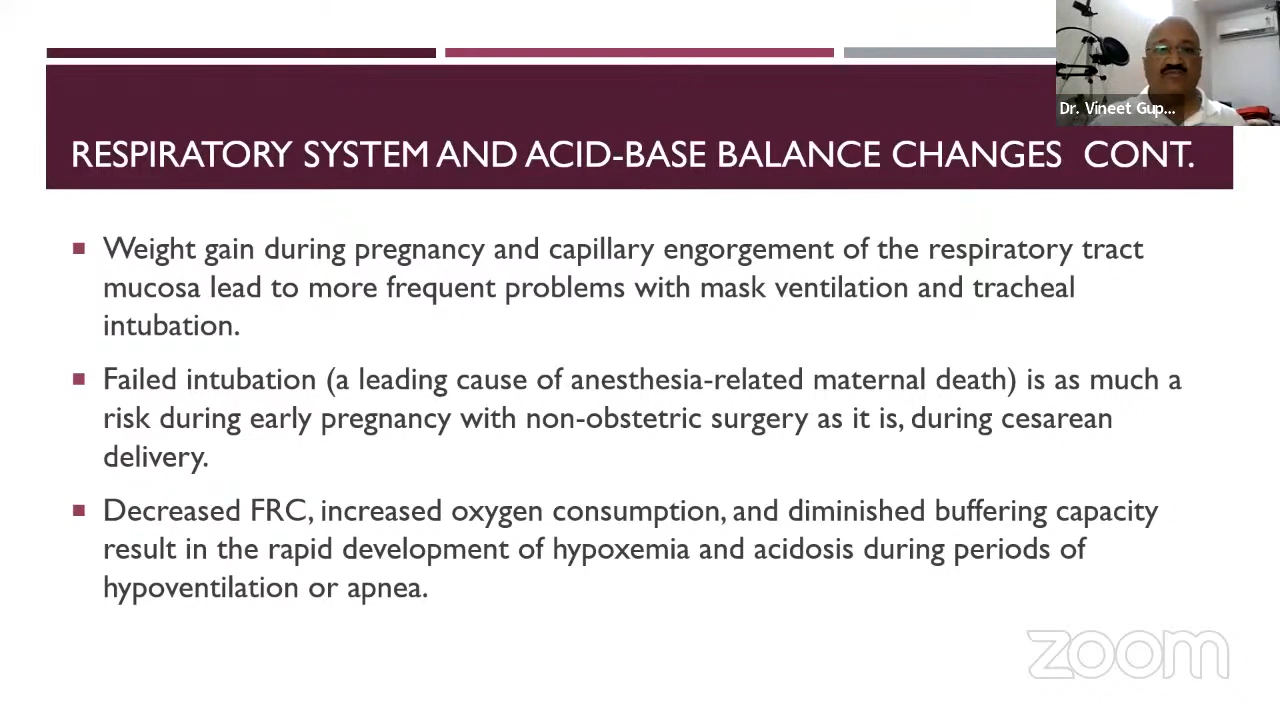 Dr. Vineet Gup...
RESPIRATORY SYSTEM AND ACID-BASE BALANCE CHANGES CONT.
Weight gain during pregnancy and capillary engorgement of the respiratory tract
mucosa lead to more frequent problems with mask ventilation and tracheal
intubation.
Failed intubation (a leading cause of anesthesia-related maternal death) is as much a
risk during early pregnancy with non-obstetric surgery as it is, during cesarean
delivery.
Decreased FRC, increased oxygen consumption, and diminished buffering capacity
result in the rapid development of hypoxemia and acidosis during periods of
hypoventilation or apnea.
zoom